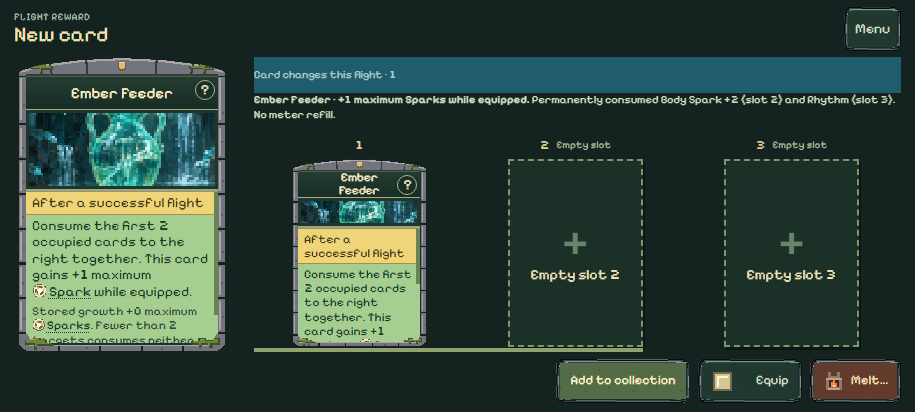 FLIGHT REWARD
New card
Menu
Ember Feeder
?
After a successful flight
Consume the first 2
occupied cards to the
right together. This card
gains +1 maximum
Spark while equipped.
Stored growth +0 maximum
Sparks. Fewer than 2
targets consumes neither
Card changes this flight · 1
Ember Feeder · +1 maximum Sparks while equipped. Permanently consumed Body Spark +2 (slot 2) and Rhythm (slot 3).
No meter refill.
1
Ember
Feeder
?
After a
successful flight
Consume the first
2 occupied cards
to the right
together. This
card gains +1
2 Empty slot
+
Empty slot 2
3 Empty slot
+
Empty slot 3
Add to collection
Equip
Melt...